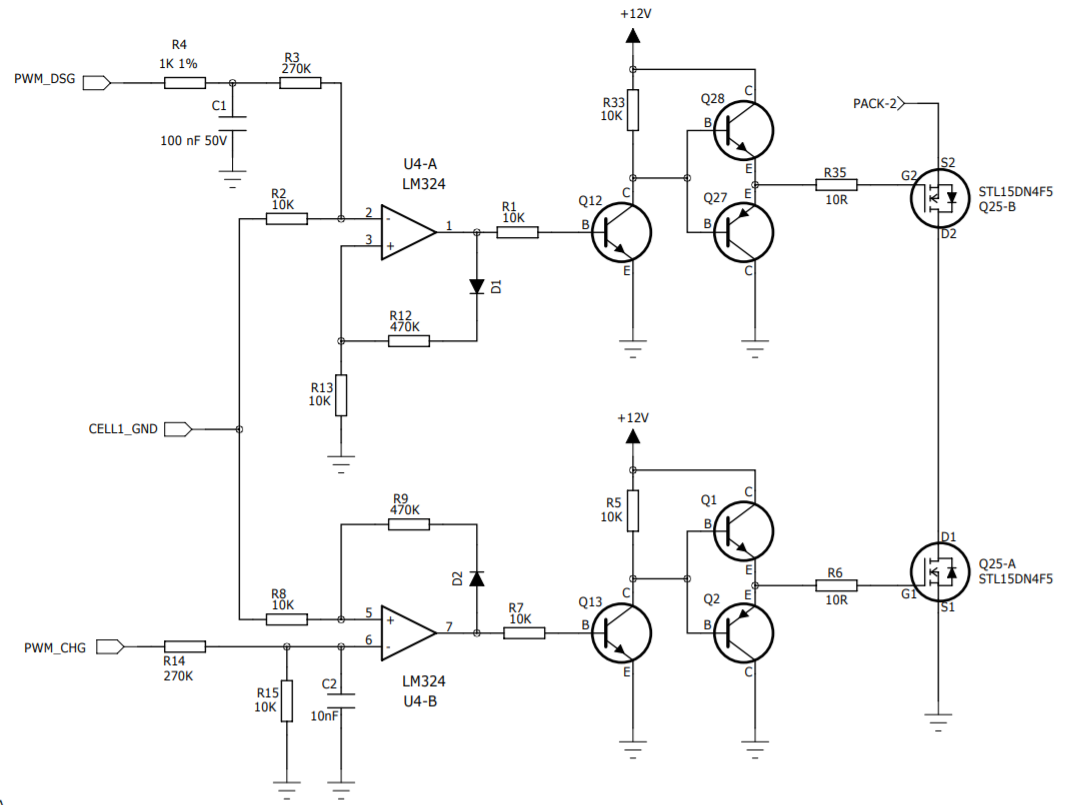 +12V
R4
1K 1%
R3
270K
PWM_DSG
C1
100 nF 50V
R33
10K
Q28
C
B
E
PACK-2
U4-A
LM324
R2
10K
2
-
3
+
1
R1
10K
Q12
C
B
E
Q27
E
B
C
R35
10R
S2
G2
D2
STL15DN4F5
Q25-B
D1
R12
470K
R13
10K
CELL1_GND
+12V
R9
470K
R5
10K
Q1
C
B
E
D2
R8
10K
5
+
6
-
7
R7
10K
Q13
C
B
E
Q2
E
B
C
R6
10R
D1
G1
S1
Q25-A
STL15DN4F5
PWM_CHG
R14
270K
R15
10K
C2
10nF
LM324
U4-B